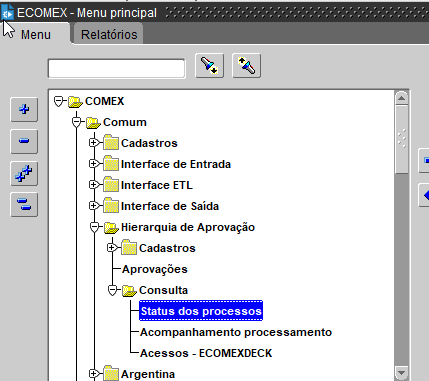 ECOMEX - Menu principal
Menu
Relatórios
COMEX
Comum
Cadastros
Interface de Entrada
Interface ETL
Interface de Saída
Hierarquia de Aprovação
Cadastros
Aprovações
Consulta
Status dos processos
Acompanhamento processamento
Acessos - ECOMEXDECK
Argentina